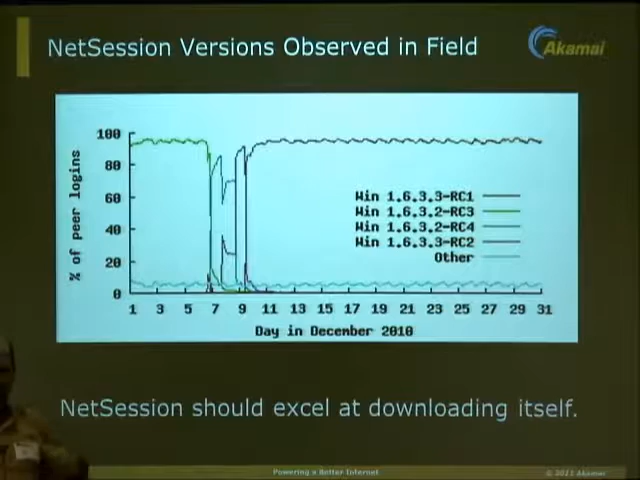 NetSession Versions Observed in Field
Akamai
100
80
60
40
20
0
% of peer logins
Win 1.6.3.3-RC1
Win 1.6.3.2-RC3
Win 1.6.3.2-RC4
Win 1.6.3.3-RC2
Other
1 3 5 7 9 11 13 15 17 19 21 23 25 27 29 31
Day in December 2010
NetSession should excel at downloading itself.
Powering a Better Internet
© 2011 Akamai